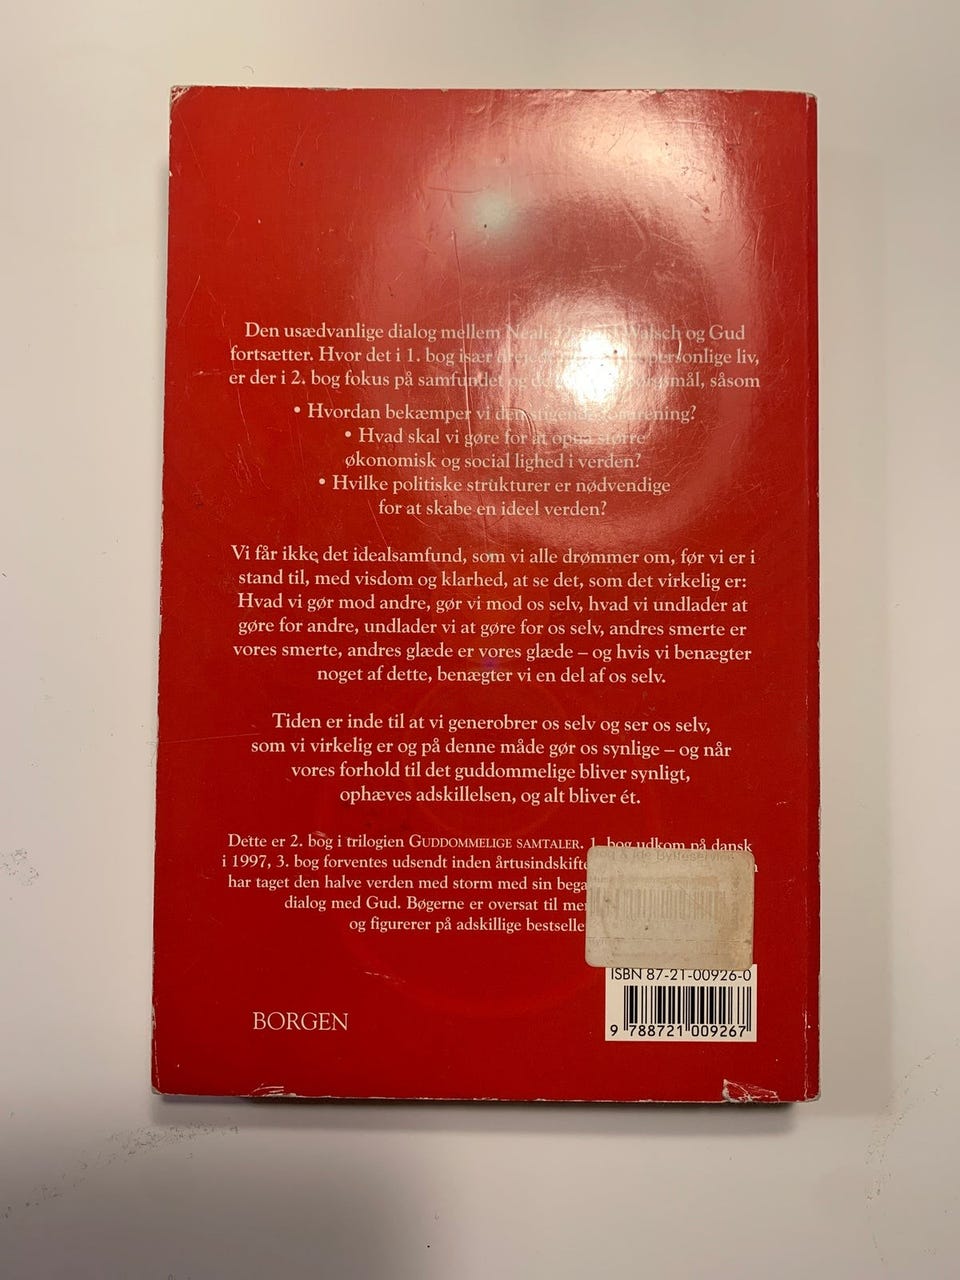 Den usædvanlige dialog mellem Neale Donald Walsch og Gud
fortsætter. Hvor det i 1. bog især drejede personlige liv,
er der i 2. bog fokus på samfundet og spørgsmål, såsom
• Hvordan bekæmper vi den stigende forurening?
• Hvad skal vi gøre for at opnå større
økonomisk og social lighed i verden?
• Hvilke politiske strukturer er nødvendige
for at skabe en ideel verden?
Vi får ikke det idealsamfund, som vi alle drømmer om, før vi er i
stand til, med visdom og klarhed, at se det, som det virkelig er:
Hvad vi gør mod andre, gør vi mod os selv, hvad vi undlader at
gøre for andre, undlader vi at gøre for os selv, andres smerte er
vores smerte, andres glæde er vores glæde – og hvis vi benægter
noget af dette, benægter vi en del af os selv.
Tiden er inde til at vi generobrer os selv og ser os selv,
som vi virkelig er og på denne måde gør os synlige – og når
vores forhold til det guddommelige bliver synligt,
ophæves adskillelsen, og alt bliver ét.
Dette er 2. bog i trilogien GUDDOMMELIGE SAMTALER. 1. bog udkom på dansk
i 1997, 3. bog forventes udsendt inden årtusindskifte
har taget den halve verden med storm med sin bega
dialog med Gud. Bøgerne er oversat til mer
og figurerer på adskillige bestselle
Bog & Ide Bytteservice
ISBN 87-21-00926-0
9 788721 009267
BORGEN